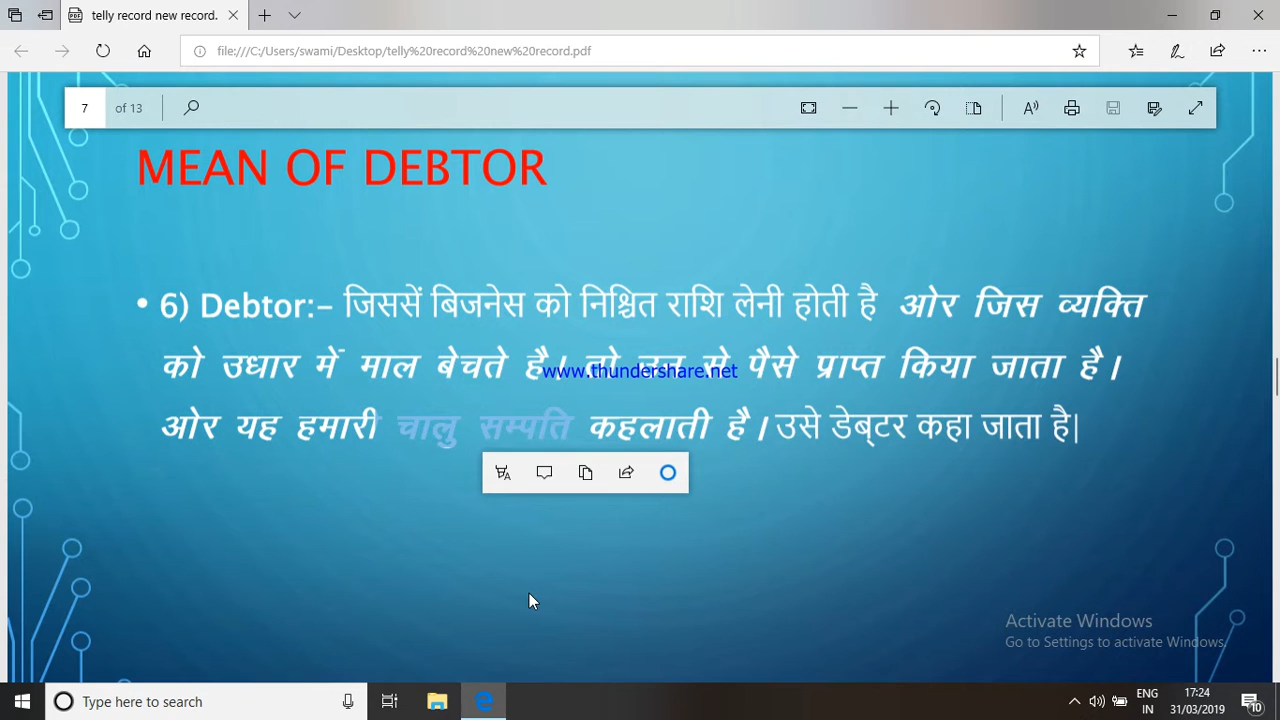 telly record new record.
file:///C:/Users/swami/Desktop/telly%20record%20new%20record.pdf
7 of 13
MEAN OF DEBTOR
• 6) Debtor:– जिससें बिजनेस को निश्चित राशि लेनी होती है ओर जिस व्यक्ति
को उधार में माल बेचते है। तो उन से पैसे प्राप्त किया जाता है।
www.thundershare.net
ओर यह हमारी चालु सम्पति कहलाती है। उसे डेब्टर कहा जाता है|
Activate Windows
Go to Settings to activate Windows.
Type here to search
ENG
IN
17:24
31/03/2019
10